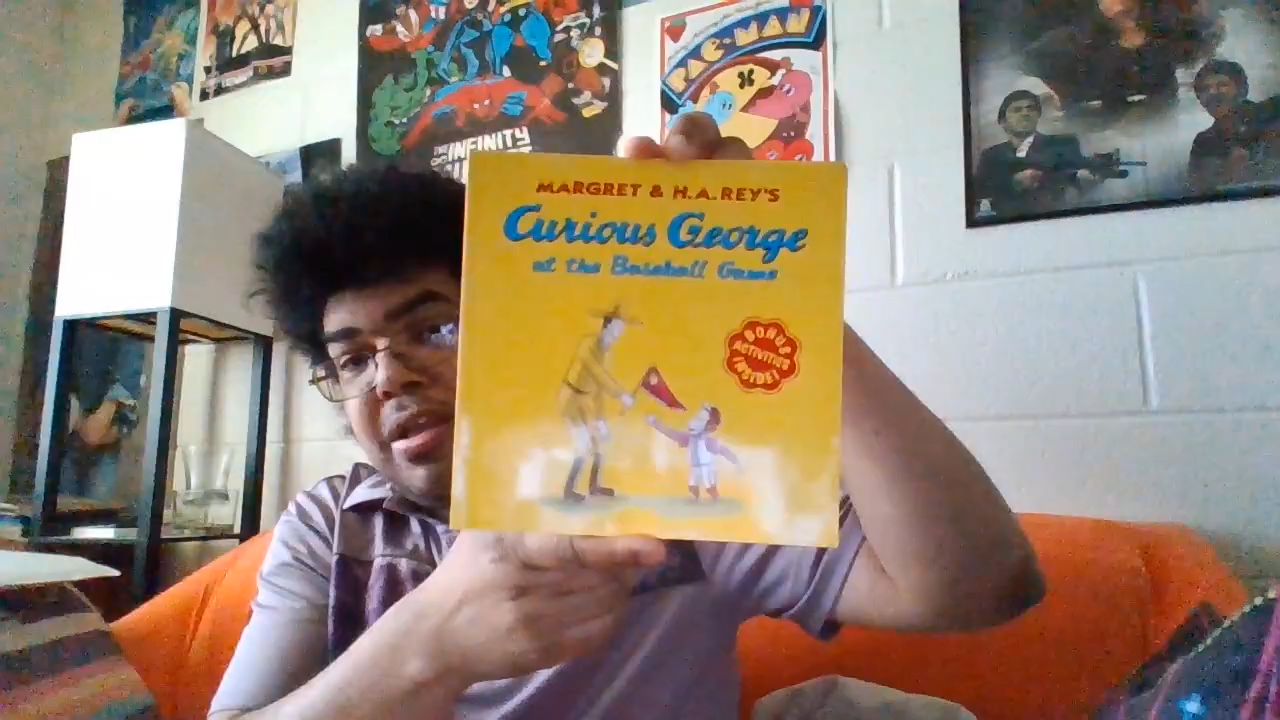 PAC-MAN
THE
INFINITY
MARGRET & H.A.REY'S
Curious George
at the Baseball Game
BONUS
ACTIVITIES
INSIDE!